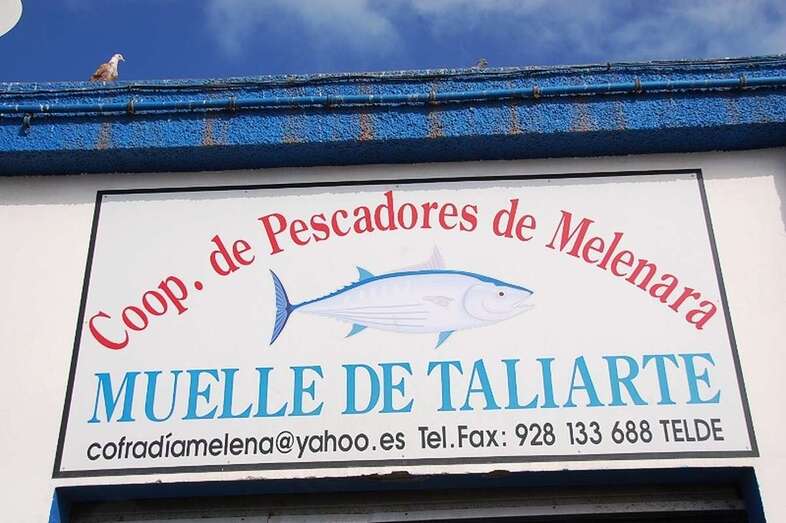 Coop. de Pescadores de Melenara
MUELLE DE TALIARTE
cofradíamelena@yahoo.es Tel.Fax: 928 133 688 TELDE